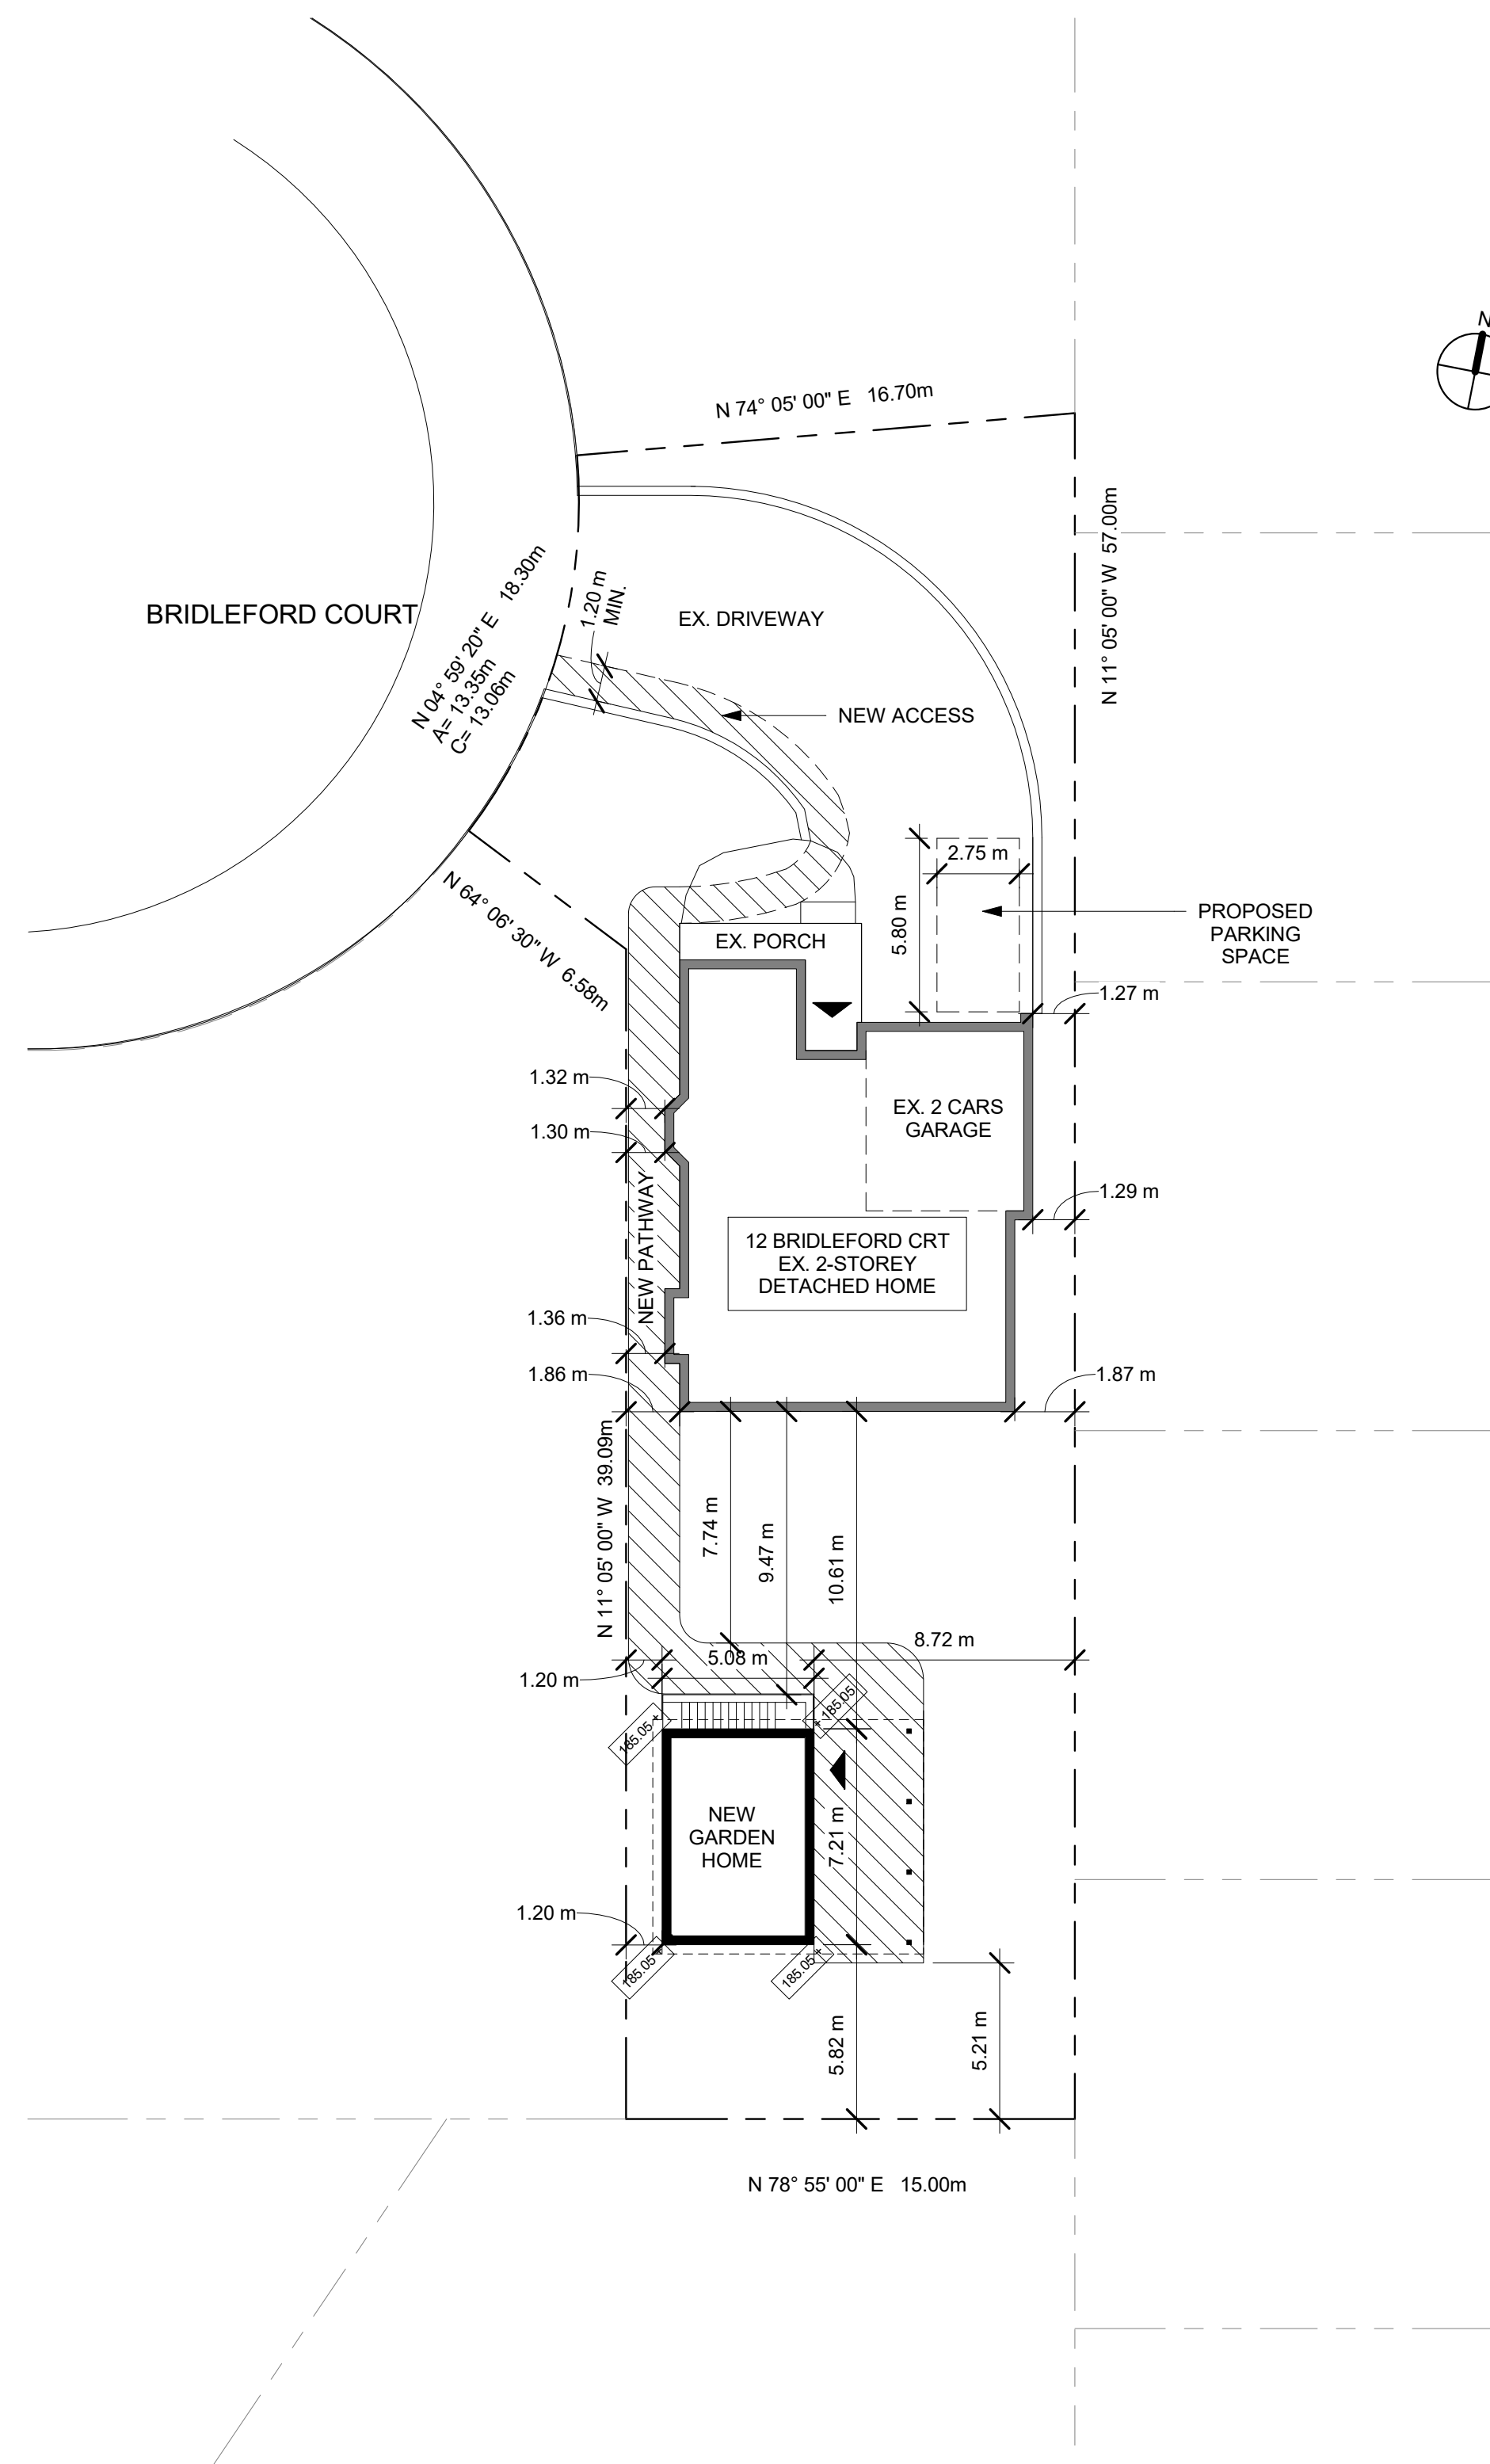 N
N 74° 05' 00" E 16.70m
N 11° 05' 00" W 57.00m
BRIDLEFORD COURT
N 04° 59' 20" E 18.30m
A= 13.35m
C= 13.06m
1.20 m
MIN.
EX. DRIVEWAY
NEW ACCESS
2.75 m
5.80 m
N 64° 06' 30" W 6.58m
EX. PORCH
PROPOSED
PARKING
SPACE
1.27 m
1.32 m
1.30 m
EX. 2 CARS
GARAGE
1.29 m
NEW PATHWAY
12 BRIDLEFORD CRT
EX. 2-STOREY
DETACHED HOME
1.36 m
1.86 m
1.87 m
N 11° 05' 00" W 39.09m
7.74 m
9.47 m
10.61 m
8.72 m
5.08 m
1.20 m
185.05
185.05
NEW
GARDEN
HOME
7.21 m
1.20 m
185.05
185.05
5.82 m
5.21 m
N 78° 55' 00" E 15.00m